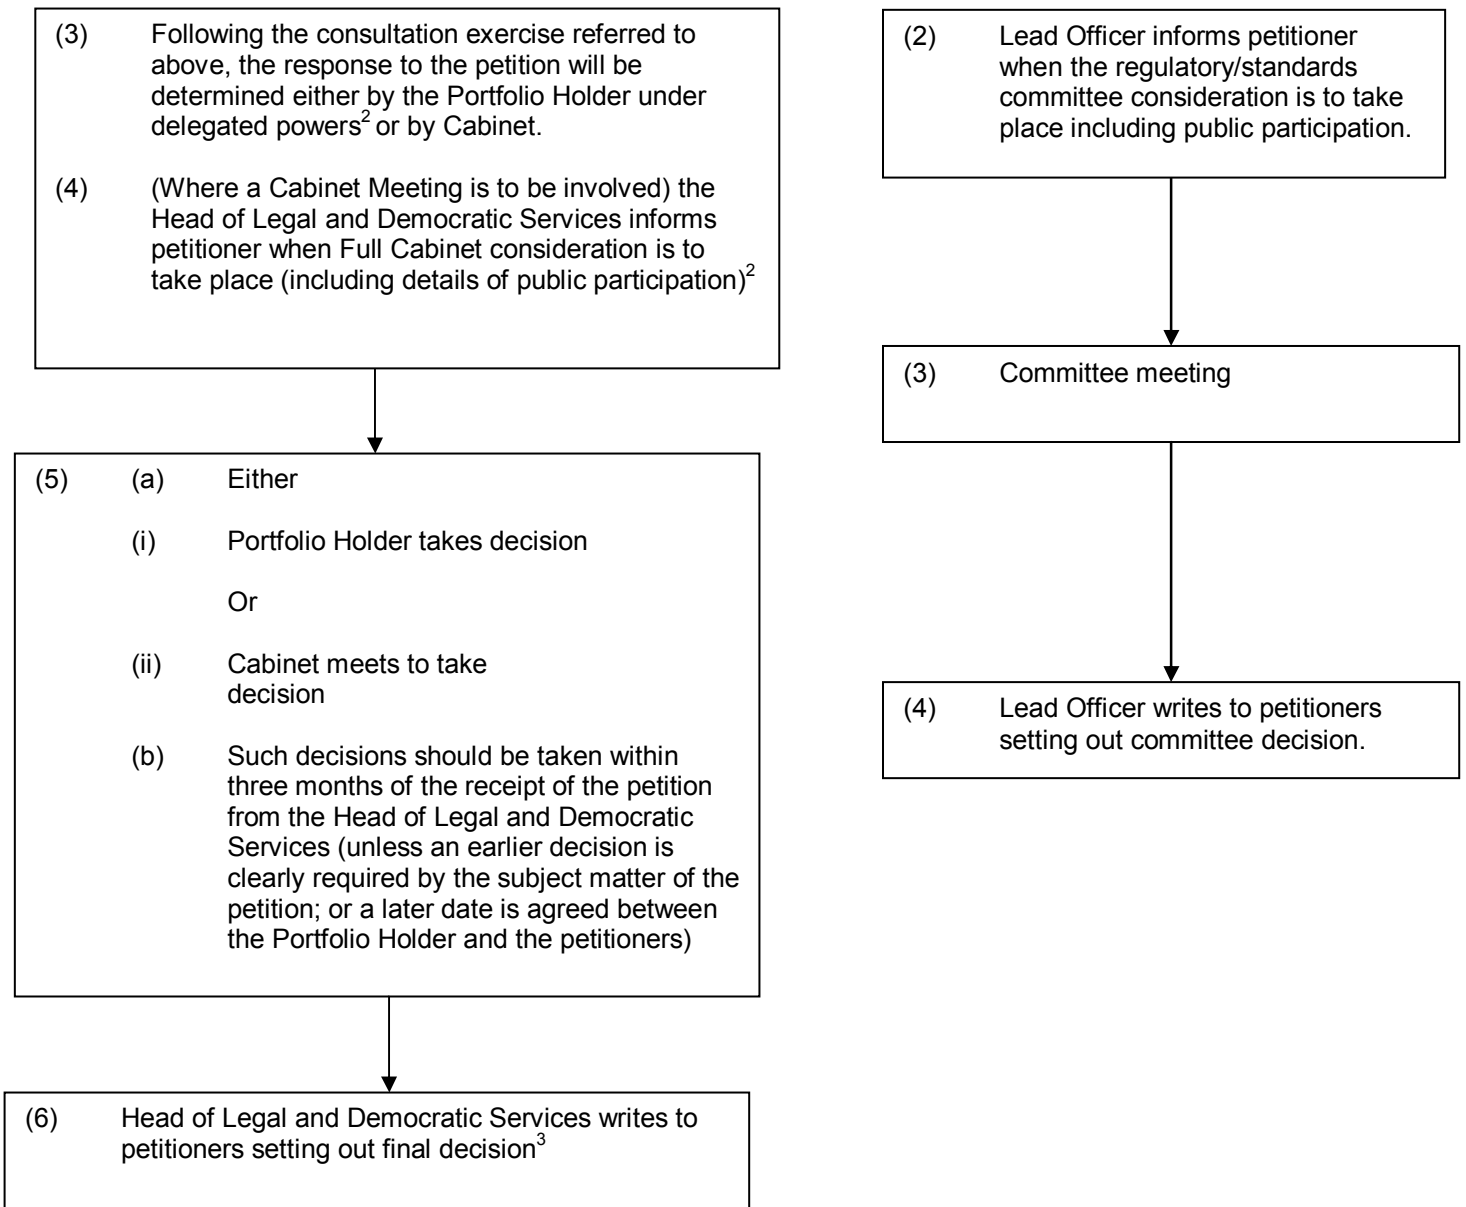 (3) Following the consultation exercise referred to
above, the response to the petition will be
determined either by the Portfolio Holder under
delegated powers2 or by Cabinet.
(4) (Where a Cabinet Meeting is to be involved) the
Head of Legal and Democratic Services informs
petitioner when Full Cabinet consideration is to
take place (including details of public participation)2
(5) (a) Either
(i) Portfolio Holder takes decision
Or
(ii) Cabinet meets to take
decision
(b) Such decisions should be taken within
three months of the receipt of the petition
from the Head of Legal and Democratic
Services (unless an earlier decision is
clearly required by the subject matter of the
petition; or a later date is agreed between
the Portfolio Holder and the petitioners)
(6) Head of Legal and Democratic Services writes to
petitioners setting out final decision3
(2) Lead Officer informs petitioner
when the regulatory/standards
committee consideration is to take
place including public participation.
(3) Committee meeting
(4) Lead Officer writes to petitioners
setting out committee decision.